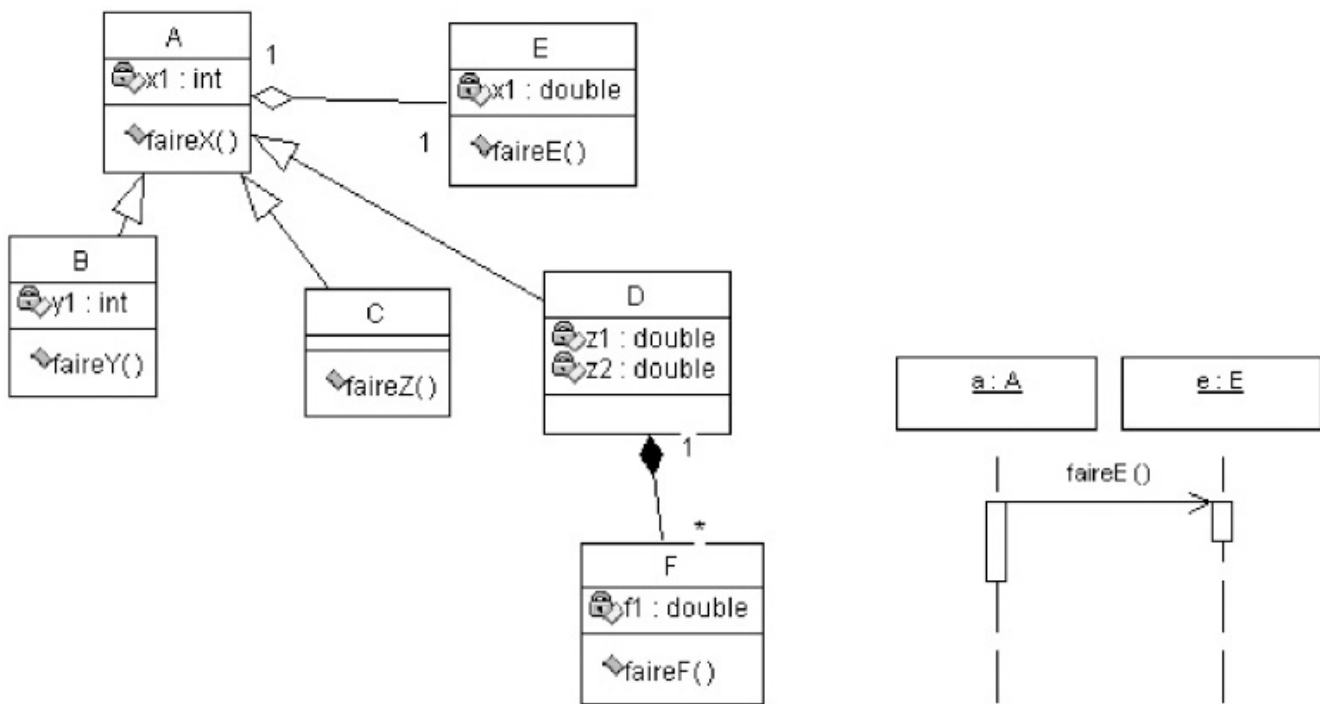 A
x1 : int
faireX()
1
1
E
x1 : double
faireE()
B
y1 : int
faireY()
C
faireZ()
D
z1 : double
z2 : double
1
*
F
f1 : double
faireF()
a : A
e : E
faireE ()